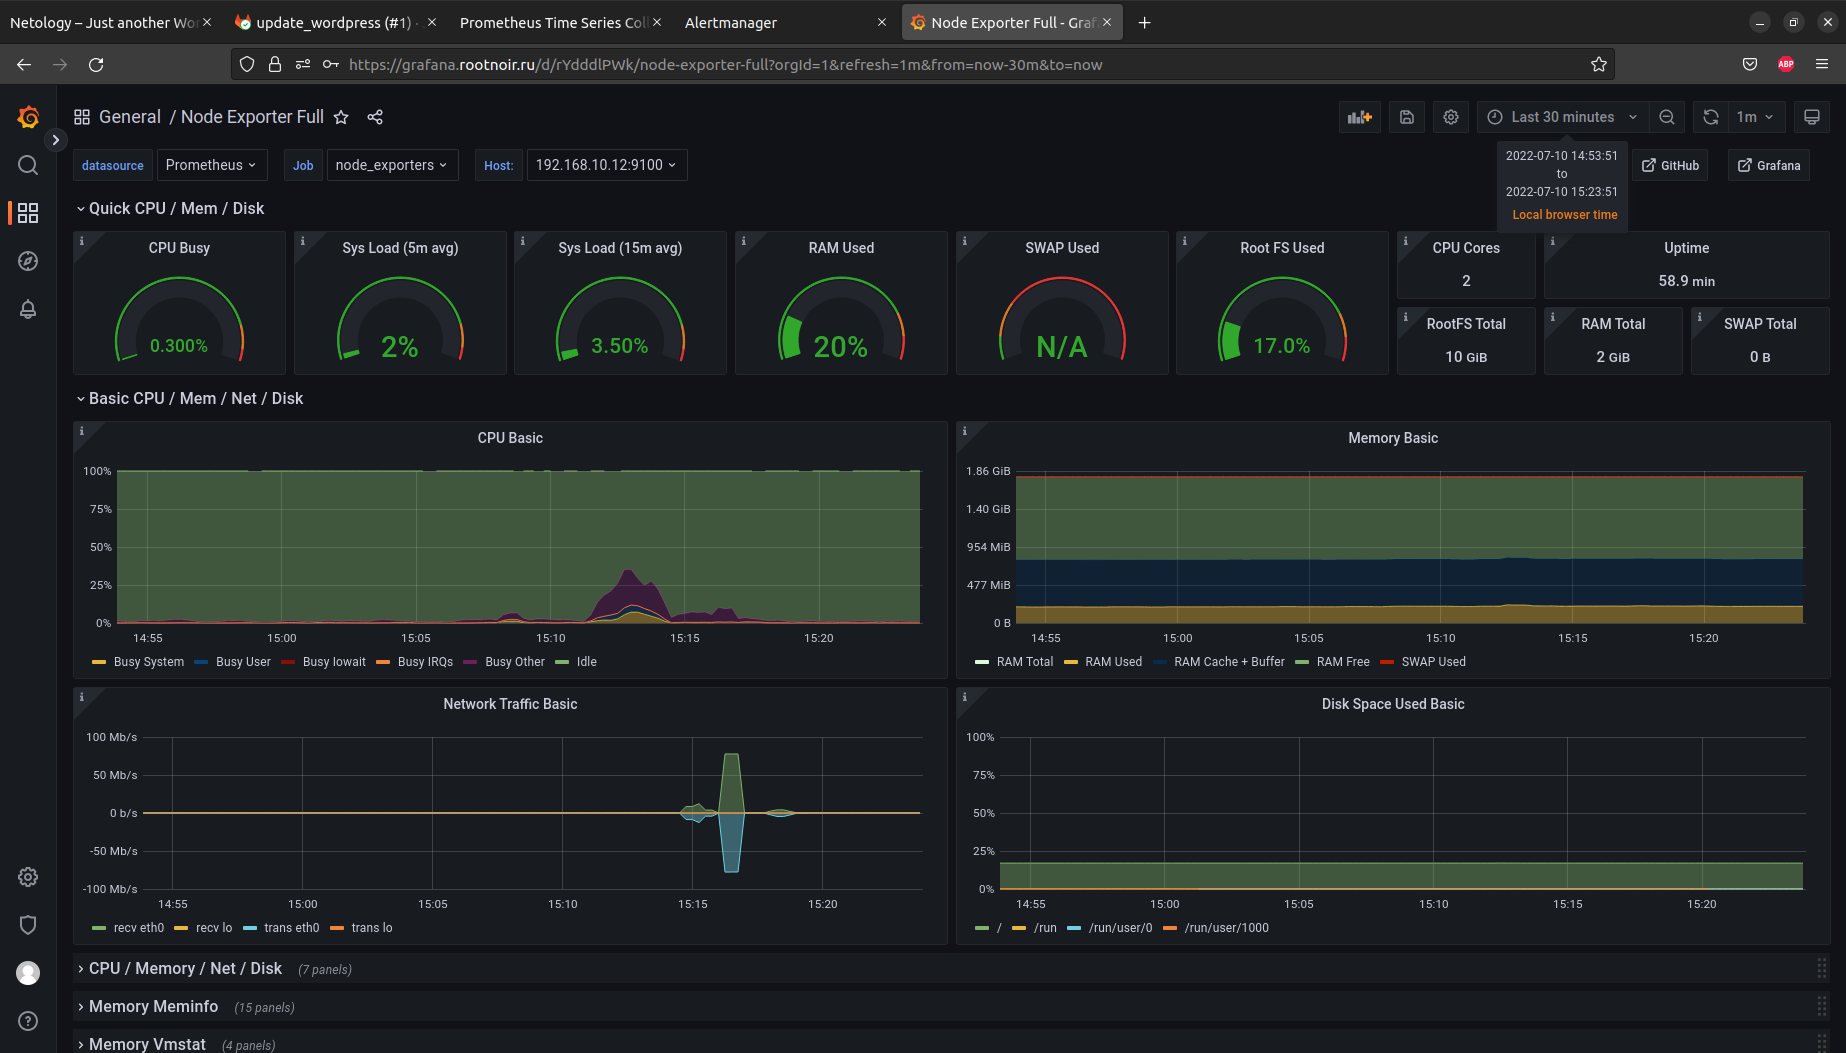 Netology – Just another Wo
update_wordpress (#1) ·
Prometheus Time Series Coll
Alertmanager
Node Exporter Full - Graf
https://grafana.rootnoir.ru/d/rYdddlPWk/node-exporter-full?orgId=1&refresh=1m&from=now-30m&to=now
ABP
General / Node Exporter Full
Last 30 minutes
1m
datasource Prometheus Job node_exporters Host: 192.168.10.12:9100
2022-07-10 14:53:51
to
2022-07-10 15:23:51
Local browser time
GitHub
Grafana
Quick CPU / Mem / Disk
CPU Busy
0.300%
Sys Load (5m avg)
2%
Sys Load (15m avg)
3.50%
RAM Used
20%
SWAP Used
N/A
Root FS Used
17.0%
CPU Cores
2
Uptime
58.9 min
RootFS Total
10 GiB
RAM Total
2 GiB
SWAP Total
0 B
Basic CPU / Mem / Net / Disk
CPU Basic
100%
75%
50%
25%
0%
14:55 15:00 15:05 15:10 15:15 15:20
Busy System Busy User Busy Iowait Busy IRQs Busy Other Idle
Memory Basic
1.86 GiB
1.40 GiB
954 MiB
477 MiB
0 B
14:55 15:00 15:05 15:10 15:15 15:20
RAM Total RAM Used RAM Cache + Buffer RAM Free SWAP Used
Network Traffic Basic
100 Mb/s
50 Mb/s
0 b/s
-50 Mb/s
-100 Mb/s
14:55 15:00 15:05 15:10 15:15 15:20
recv eth0 recv lo trans eth0 trans lo
Disk Space Used Basic
100%
75%
50%
25%
0%
14:55 15:00 15:05 15:10 15:15 15:20
/ /run /run/user/0 /run/user/1000
CPU / Memory / Net / Disk (7 panels)
Memory Meminfo (15 panels)
Memory Vmstat (4 panels)